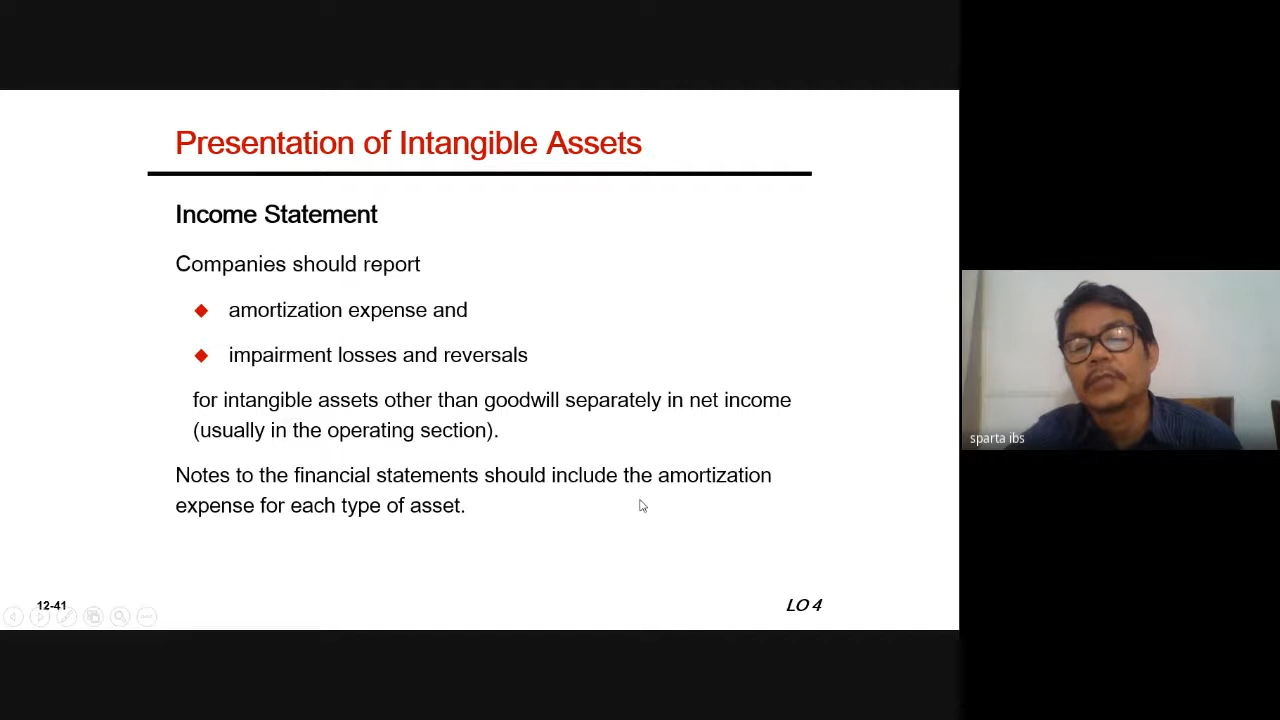 Presentation of Intangible Assets
Income Statement
Companies should report
amortization expense and
impairment losses and reversals
for intangible assets other than goodwill separately in net income
(usually in the operating section).
Notes to the financial statements should include the amortization
expense for each type of asset.
12-41
LO 4
sparta ibs